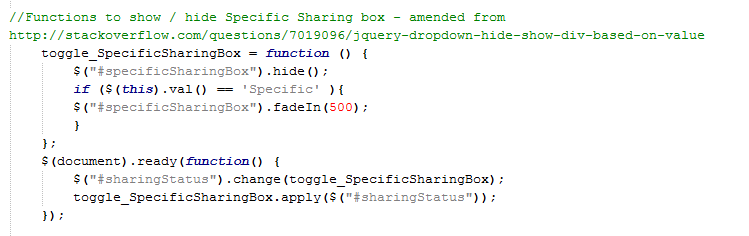 //Functions to show / hide Specific Sharing box - amended from
http://stackoverflow.com/questions/7019096/jquery-dropdown-hide-show-div-based-on-value
toggle_SpecificSharingBox = function () {
$("#specificSharingBox").hide();
if ($(this).val() == 'Specific' ){
$("#specificSharingBox").fadeIn(500);
}
};
$(document).ready(function() {
$("#sharingStatus").change(toggle_SpecificSharingBox);
toggle_SpecificSharingBox.apply($("#sharingStatus"));
});